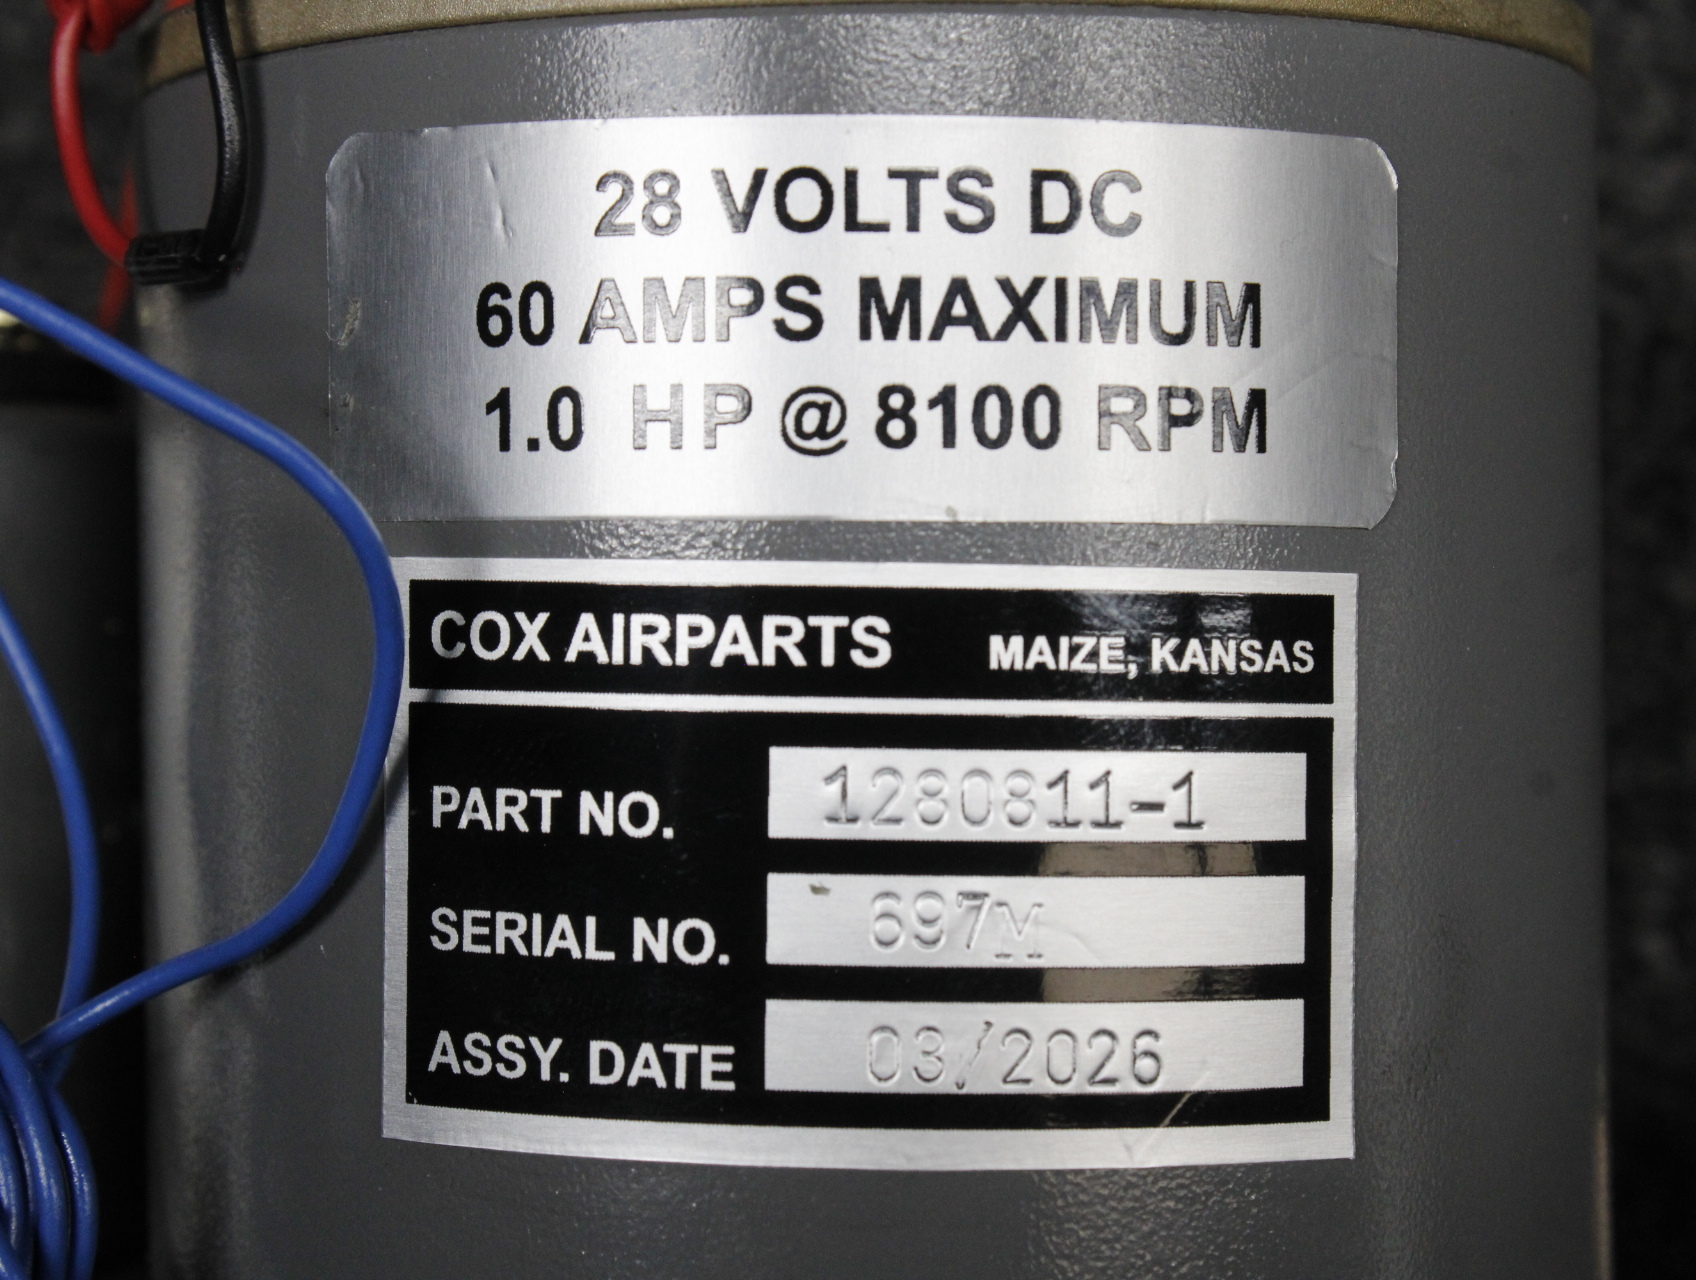 28 VOLTS DC
60 AMPS MAXIMUM
1.0 HP @ 8100 RPM
COX AIRPARTS MAIZE, KANSAS
PART NO. 1280811-1
SERIAL NO. 697M
ASSY. DATE 03/2026